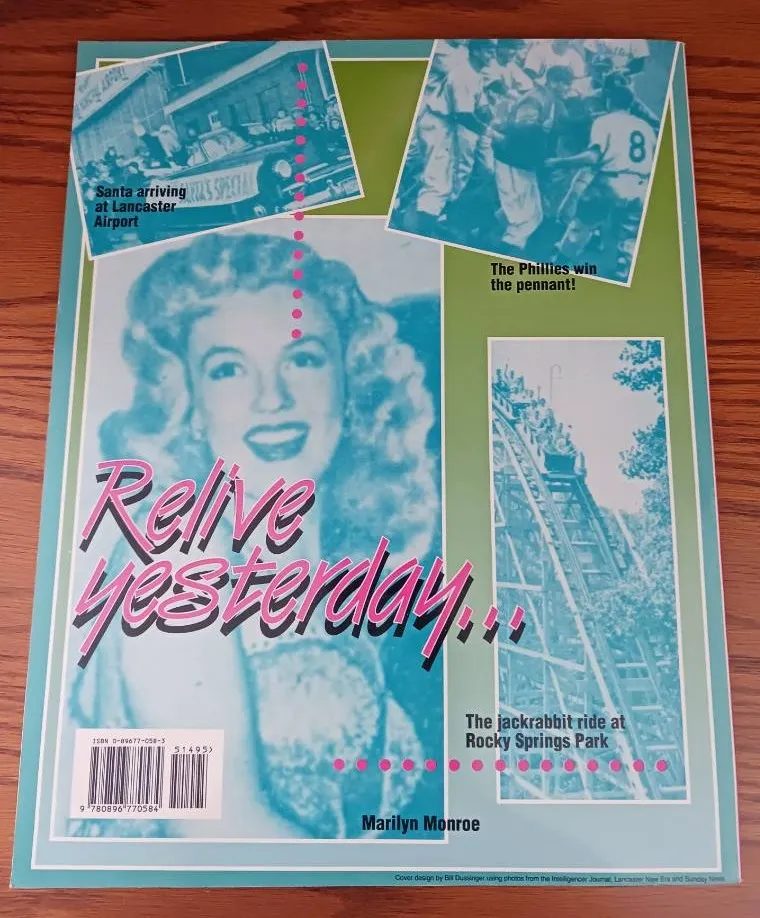 RTA'S SPECIAL
Santa arriving
at Lancaster
Airport
8
The Phillies win
the pennant!
Relive
yesterday...
The jackrabbit ride at
Rocky Springs Park
ISBN 0-89677-058-3
51495>
9 780896 770584
Marilyn Monroe
Cover design by Bill Dussinger using photos from the Intelligencer Journal, Lancaster New Era and Sunday News